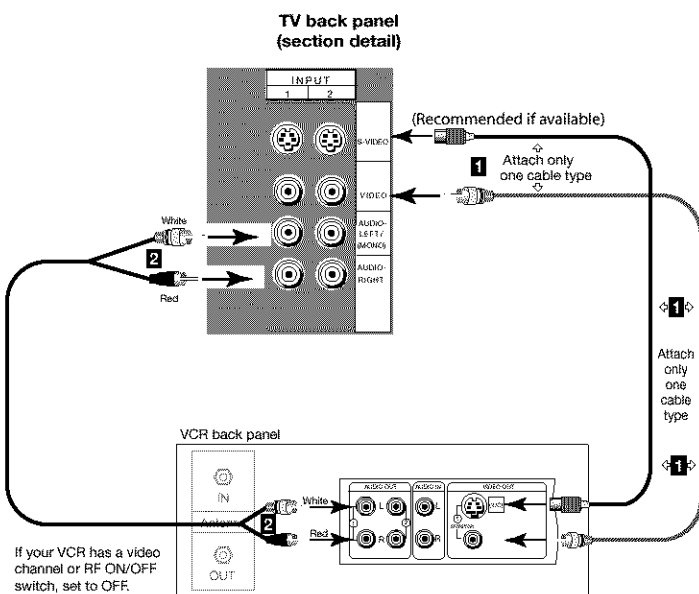 TV back panel
(section detail)
INPUT
1 2
S-VIDEO
(Recommended if available)
1 Attach only
one cable type
VIDEO
AUDIO-
LEFT/
(MONO)
AUDIO-
RIGHT
White
2
Red
1
Attach
only
one
cable
type
1
VCR back panel
IN
OUT
2
White
Red
AUDIO OUT
L
R
1
2
AUDIO IN
L
R
VIDEO OUT
If your VCR has a video
channel or RF ON/OFF
switch, set to OFF.